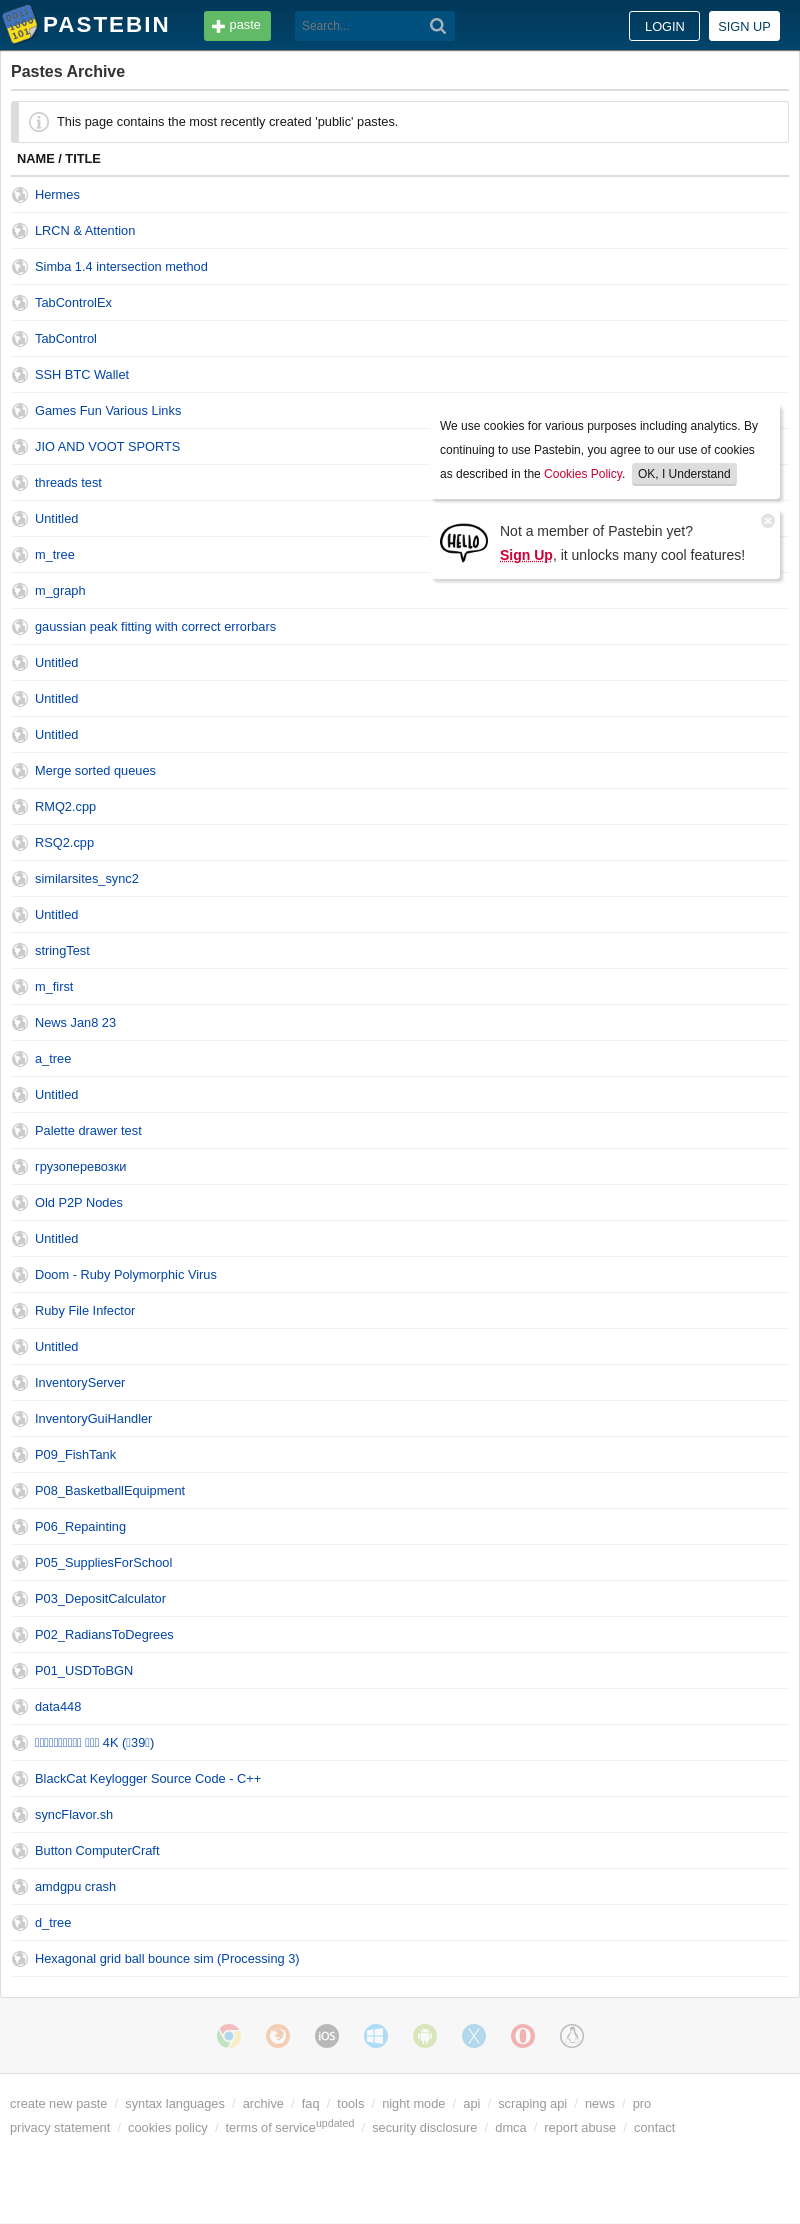 PASTEBIN
paste
Search...
LOGIN
SIGN UP
Pastes Archive
This page contains the most recently created 'public' pastes.
NAME / TITLE
Hermes
LRCN & Attention
Simba 1.4 intersection method
TabControlEx
TabControl
SSH BTC Wallet
Games Fun Various Links
JIO AND VOOT SPORTS
threads test
Untitled
m_tree
m_graph
We use cookies for various purposes including analytics. By
continuing to use Pastebin, you agree to our use of cookies
as described in the Cookies Policy. OK, I Understand
HELLO
Not a member of Pastebin yet?
Sign Up, it unlocks many cool features!
gaussian peak fitting with correct errorbars
Untitled
Untitled
Untitled
Merge sorted queues
RMQ2.cpp
RSQ2.cpp
similarsites_sync2
Untitled
stringTest
m_first
News Jan8 23
a_tree
Untitled
Palette drawer test
грузоперевозки
Old P2P Nodes
Untitled
Doom - Ruby Polymorphic Virus
Ruby File Infector
Untitled
InventoryServer
InventoryGuiHandler
P09_FishTank
P08_BasketballEquipment
P06_Repainting
P05_SuppliesForSchool
P03_DepositCalculator
P02_RadiansToDegrees
P01_USDToBGN
data448
4K (39)
BlackCat Keylogger Source Code - C++
syncFlavor.sh
Button ComputerCraft
amdgpu crash
d_tree
Hexagonal grid ball bounce sim (Processing 3)
iOS
create new paste / syntax languages / archive / faq / tools / night mode / api / scraping api / news / pro
privacy statement / cookies policy / terms of service updated / security disclosure / dmca / report abuse / contact